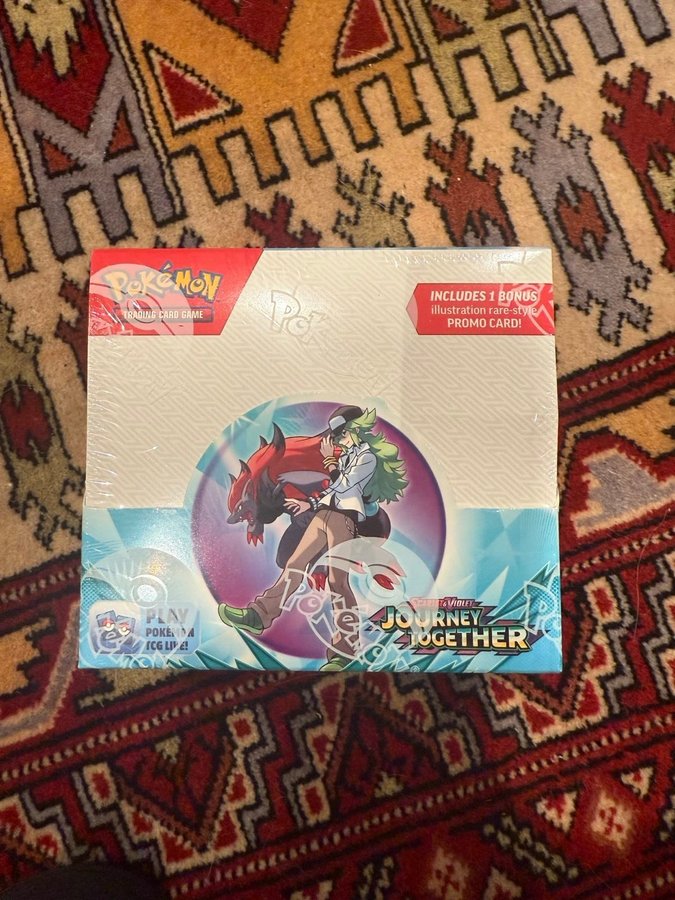 POKéMON
TRADING CARD GAME
INCLUDES 1 BONUS
illustration rare-style
PROMO CARD!
PLAY
POKÉMON
TCG LIVE!
SCARLET & VIOLET
JOURNEY
TOGETHER